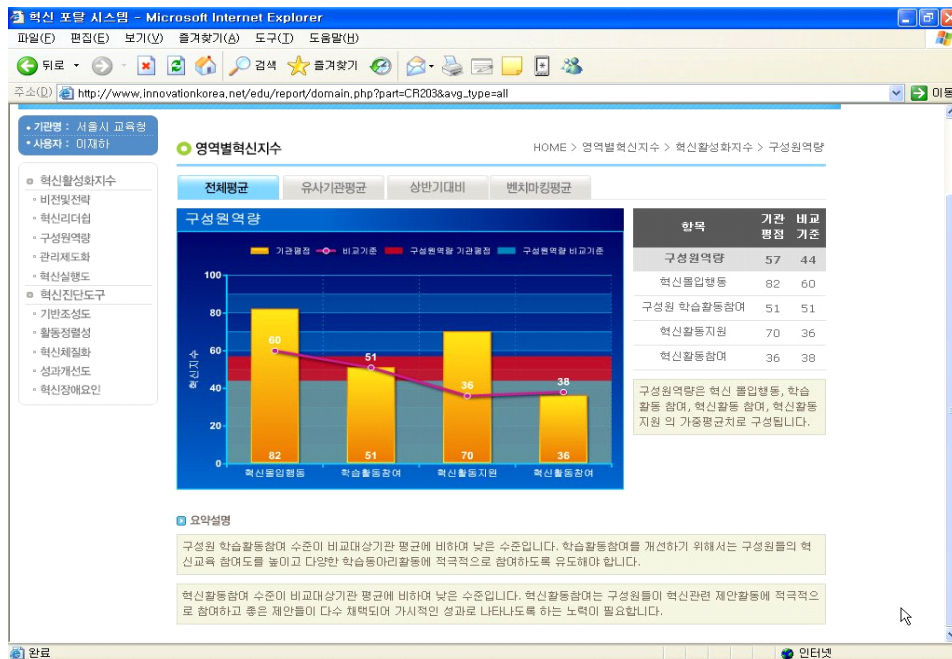 혁신 포탈 시스템 - Microsoft Internet Explorer
파일(F) 편집(E) 보기(V) 즐겨찾기(A) 도구(T) 도움말(H)
뒤로 검색 즐겨찾기
주소(D) http://www.innovationkorea.net/edu/report/domain.php?part=CR203&avg_type=all 이동
기관명 : 서울시 교육청
사용자 : 이재하
영역별혁신지수
HOME > 영역별혁신지수 > 혁신활성화지수 > 구성원역량
혁신활성화지수
비전및전략
혁신리더쉽
구성원역량
관리제도화
혁신실행도
혁신진단도구
기반조성도
활동정렬성
혁신체질화
성과개선도
혁신장애요인
전체평균 유사기관평균 상반기대비 벤치마킹평균
구성원역량
기관평점 비교기준 구성원역량 기관평점 구성원역량 비교기준
혁신지수
100
80
60
40
20
0
60 51 36 38
82 51 70 36
혁신몰입행동 학습활동참여 혁신활동지원 혁신활동참여
항목 기관평점 비교기준
구성원역량 57 44
혁신몰입행동 82 60
구성원 학습활동참여 51 51
혁신활동지원 70 36
혁신활동참여 36 38
구성원역량은 혁신 몰입행동, 학습
활동 참여, 혁신활동 참여, 혁신활동
지원 의 가중평균치로 구성됩니다.
요약설명
구성원 학습활동참여 수준이 비교대상기관 평균에 비하여 낮은 수준입니다. 학습활동참여를 개선하기 위해서는 구성원들의 혁
신교육 참여도를 높이고 다양한 학습동아리활동에 적극적으로 참여하도록 유도해야 합니다.
혁신활동참여 수준이 비교대상기관 평균에 비하여 낮은 수준입니다. 혁신활동참여는 구성원들이 혁신관련 제안활동에 적극적으
로 참여하고 좋은 제안들이 다수 채택되어 가시적인 성과로 나타나도록 하는 노력이 필요합니다.
완료 인터넷